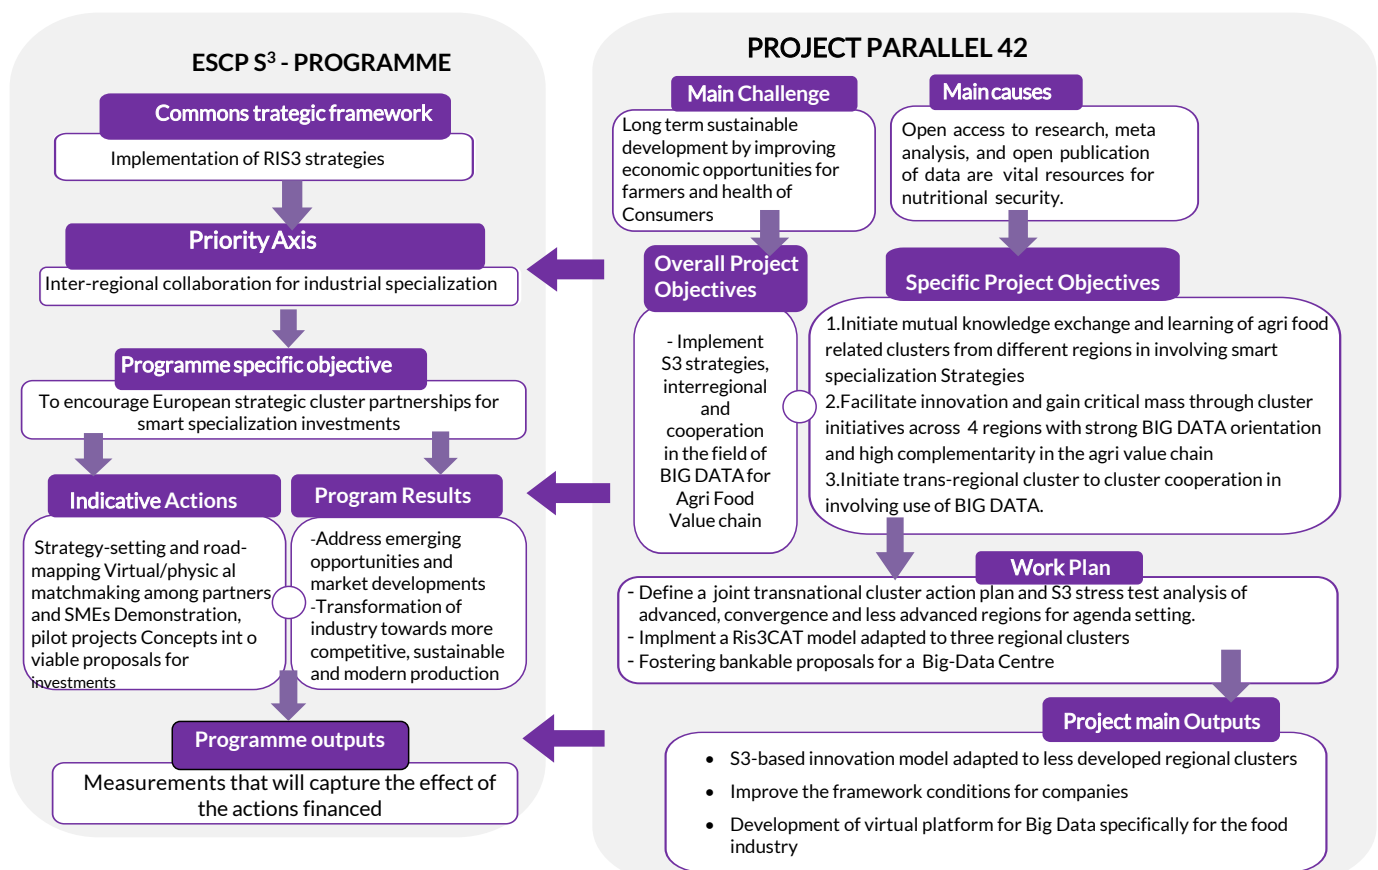 ESCP S3 - PROGRAMME
Commons trategic framework
Implementation of RIS3 strategies
Priority Axis
Inter-regional collaboration for industrial specialization
Programme specific objective
To encourage European strategic cluster partnerships for
smart specialization investments
Indicative Actions
Strategy-setting and road-
mapping Virtual/physic al
matchmaking among partners
and SMEs Demonstration,
pilot projects Concepts int o
viable proposals for
investments
Program Results
-Address emerging
opportunities and
market developments
-Transformation of
industry towards more
competitive, sustainable
and modern production
Programme outputs
Measurements that will capture the effect of
the actions financed
PROJECT PARALLEL 42
Main Challenge
Long term sustainable
development by improving
economic opportunities for
farmers and health of
Consumers
Main causes
Open access to research, meta
analysis, and open publication
of data are vital resources for
nutritional security.
Overall Project
Objectives
- Implement
S3 strategies,
interregional
and
cooperation
in the field of
BIG DATA for
Agri Food
Value chain
Specific Project Objectives
1.Initiate mutual knowledge exchange and learning of agri food
related clusters from different regions in involving smart
specialization Strategies
2.Facilitate innovation and gain critical mass through cluster
initiatives across 4 regions with strong BIG DATA orientation
and high complementarity in the agri value chain
3.Initiate trans-regional cluster to cluster cooperation in
involving use of BIG DATA.
Work Plan
- Define a joint transnational cluster action plan and S3 stress test analysis of
advanced, convergence and less advanced regions for agenda setting.
- Implment a Ris3CAT model adapted to three regional clusters
- Fostering bankable proposals for a Big-Data Centre
Project main Outputs
• S3-based innovation model adapted to less developed regional clusters
• Improve the framework conditions for companies
• Development of virtual platform for Big Data specifically for the food
industry